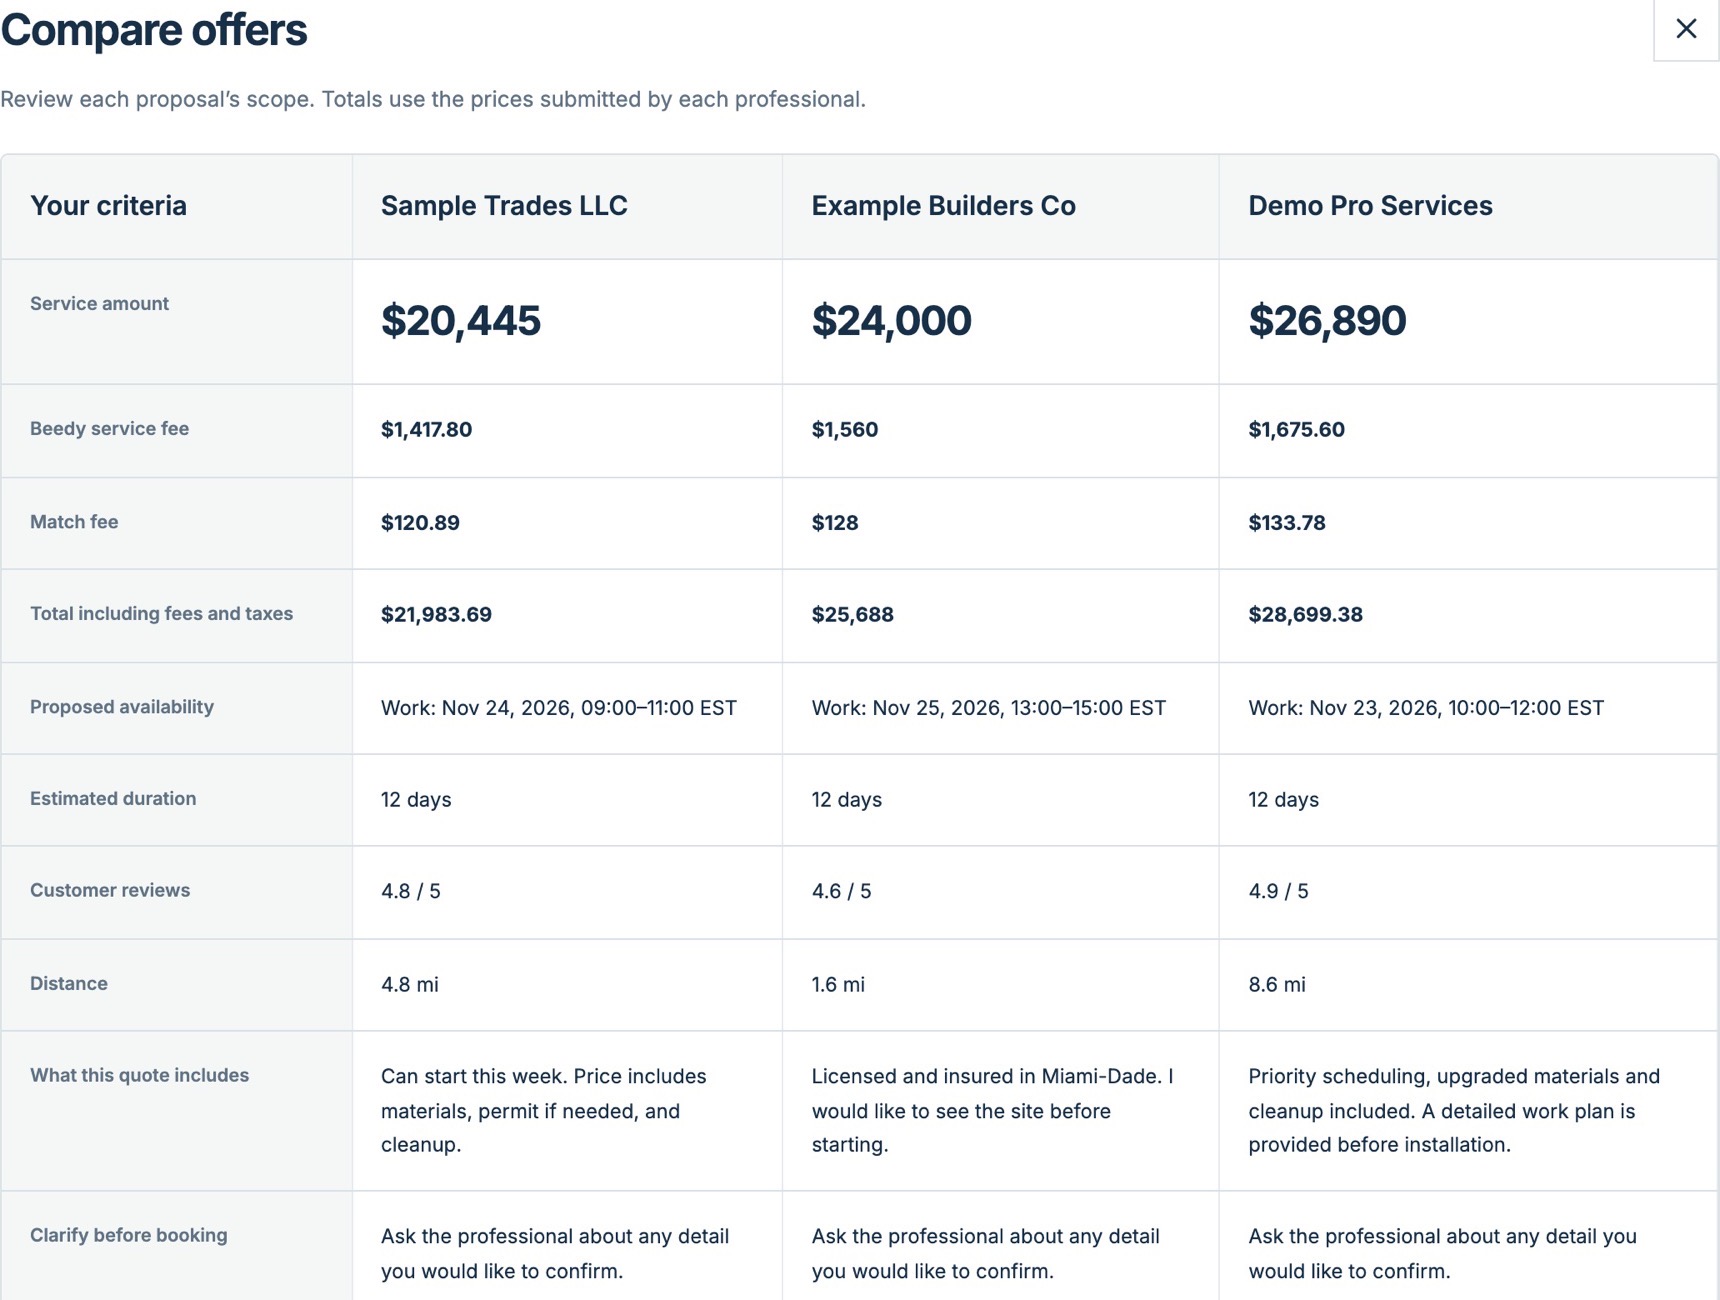 Compare offers
Review each proposal’s scope. Totals use the prices submitted by each professional.
Your criteria
Sample Trades LLC
Example Builders Co
Demo Pro Services
Service amount
$20,445
$24,000
$26,890
Beedy service fee
$1,417.80
$1,560
$1,675.60
Match fee
$120.89
$128
$133.78
Total including fees and taxes
$21,983.69
$25,688
$28,699.38
Proposed availability
Work: Nov 24, 2026, 09:00–11:00 EST
Work: Nov 25, 2026, 13:00–15:00 EST
Work: Nov 23, 2026, 10:00–12:00 EST
Estimated duration
12 days
12 days
12 days
Customer reviews
4.8 / 5
4.6 / 5
4.9 / 5
Distance
4.8 mi
1.6 mi
8.6 mi
What this quote includes
Can start this week. Price includes
materials, permit if needed, and
cleanup.
Licensed and insured in Miami-Dade. I
would like to see the site before
starting.
Priority scheduling, upgraded materials and
cleanup included. A detailed work plan is
provided before installation.
Clarify before booking
Ask the professional about any detail
you would like to confirm.
Ask the professional about any detail
you would like to confirm.
Ask the professional about any detail you
would like to confirm.